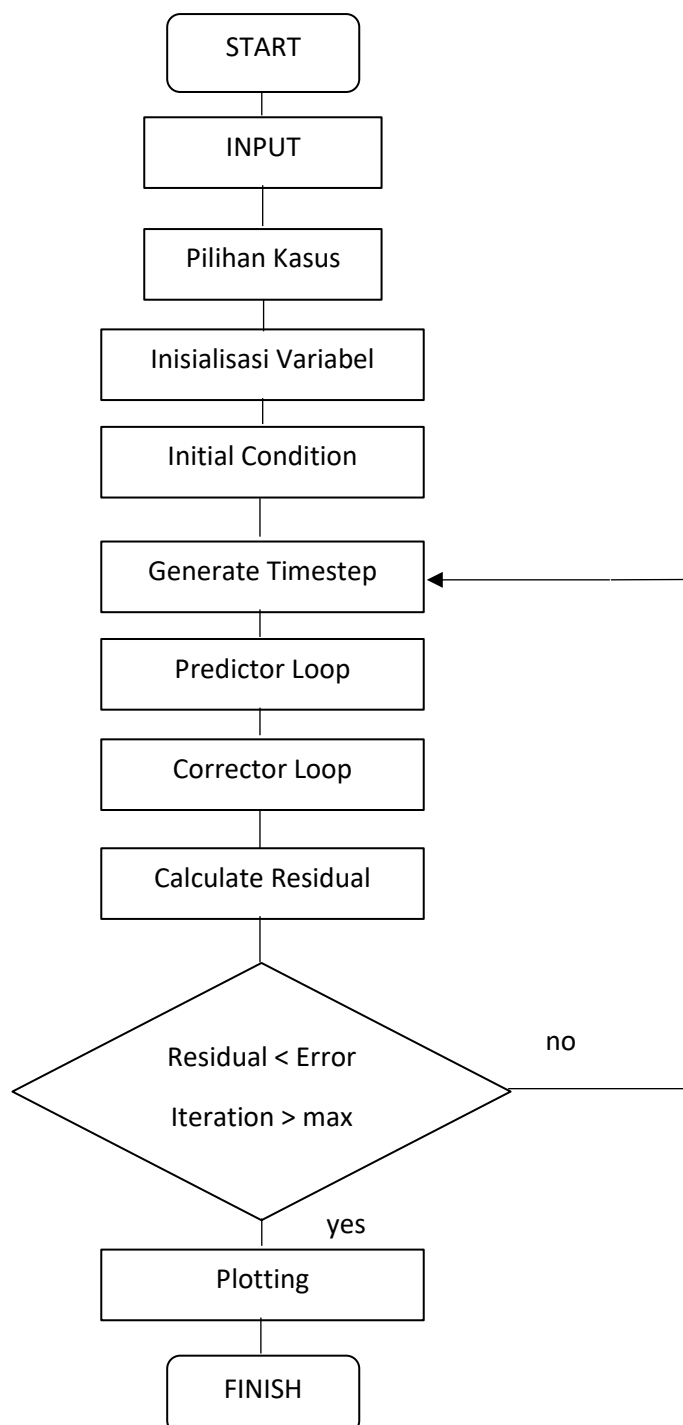 START
INPUT
Pilihan Kasus
Inisialisasi Variabel
Initial Condition
Generate Timestep
Predictor Loop
Corrector Loop
Calculate Residual
Residual < Error
Iteration > max
no
yes
Plotting
FINISH